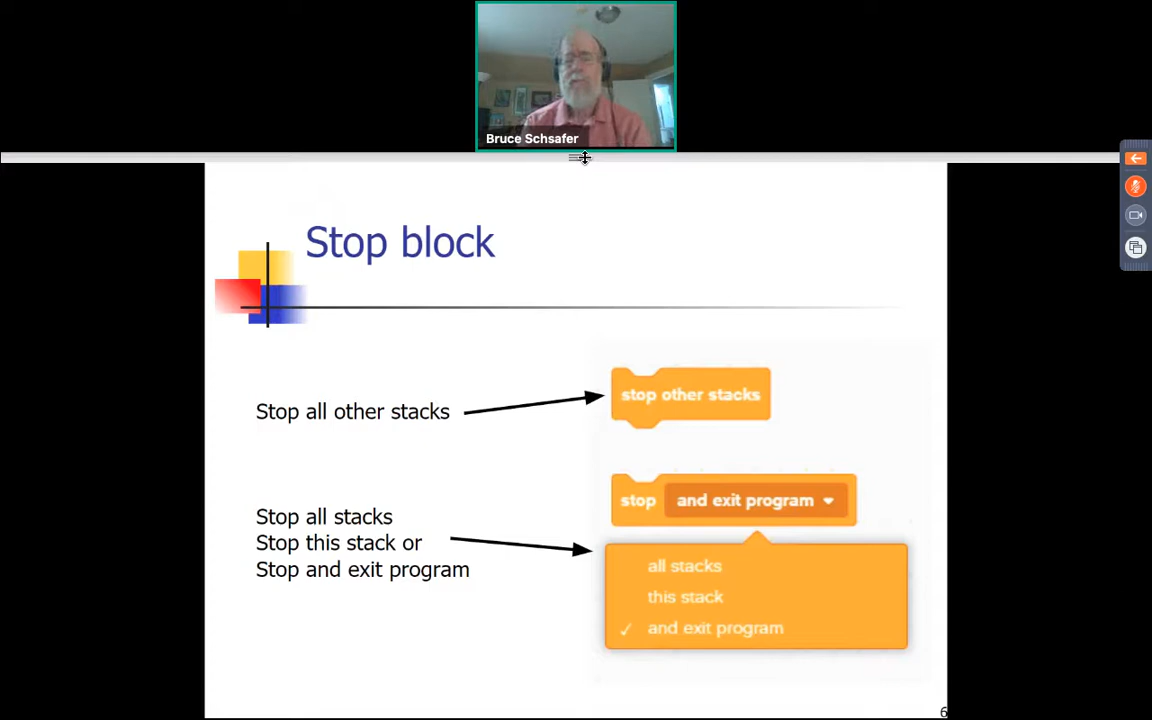 Bruce Schsafer
Stop block
Stop all other stacks
stop other stacks
stop and exit program
Stop all stacks
Stop this stack or
Stop and exit program
all stacks
this stack
and exit program
6